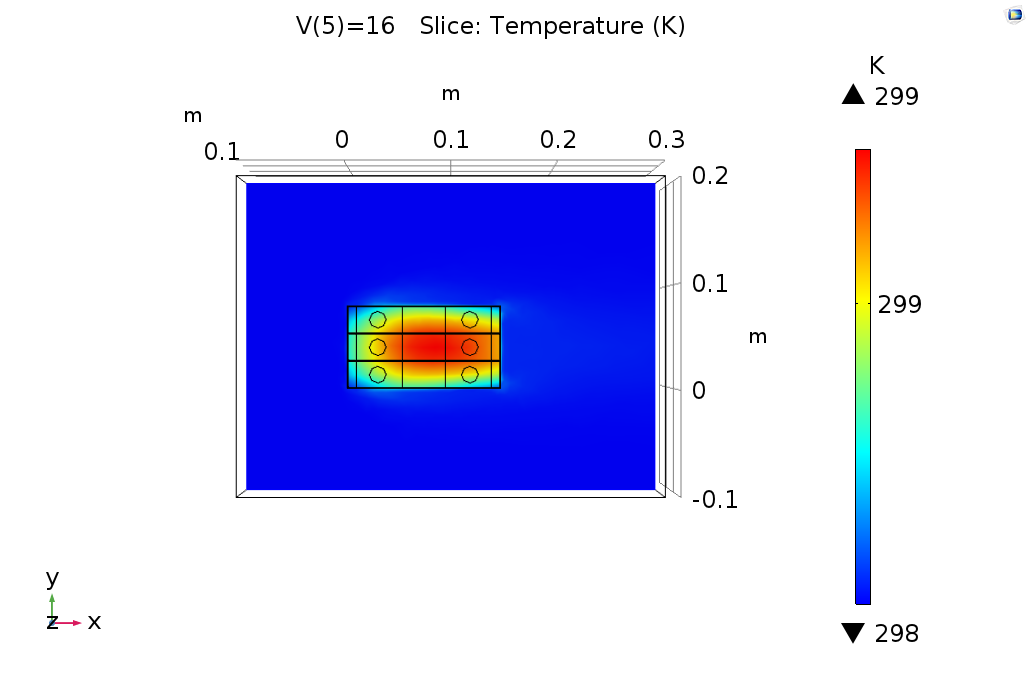 V(5)=16 Slice: Temperature (K)
K
m
299
m
0 0.1 0.2 0.3
0.1
0.2
0.1
299
m
0
-0.1
y
z x
298